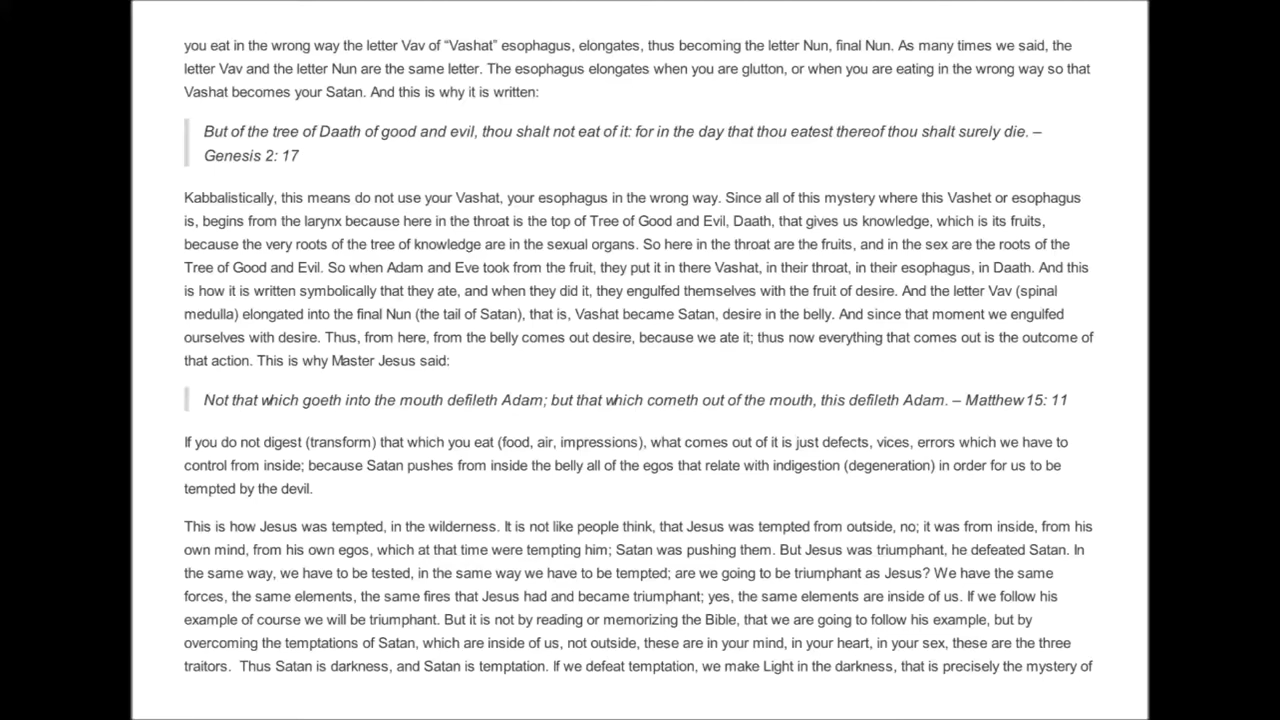 you eat in the wrong way the letter Vav of “Vashat” esophagus, elongates, thus becoming the letter Nun, final Nun. As many times we said, the
letter Vav and the letter Nun are the same letter. The esophagus elongates when you are glutton, or when you are eating in the wrong way so that
Vashat becomes your Satan. And this is why it is written:
But of the tree of Daath of good and evil, thou shalt not eat of it: for in the day that thou eatest thereof thou shalt surely die. –
Genesis 2: 17
Kabbalistically, this means do not use your Vashat, your esophagus in the wrong way. Since all of this mystery where this Vashet or esophagus
is, begins from the larynx because here in the throat is the top of Tree of Good and Evil, Daath, that gives us knowledge, which is its fruits,
because the very roots of the tree of knowledge are in the sexual organs. So here in the throat are the fruits, and in the sex are the roots of the
Tree of Good and Evil. So when Adam and Eve took from the fruit, they put it in there Vashat, in their throat, in their esophagus, in Daath. And this
is how it is written symbolically that they ate, and when they did it, they engulfed themselves with the fruit of desire. And the letter Vav (spinal
medulla) elongated into the final Nun (the tail of Satan), that is, Vashat became Satan, desire in the belly. And since that moment we engulfed
ourselves with desire. Thus, from here, from the belly comes out desire, because we ate it; thus now everything that comes out is the outcome of
that action. This is why Master Jesus said:
Not that which goeth into the mouth defileth Adam; but that which cometh out of the mouth, this defileth Adam. – Matthew 15: 11
If you do not digest (transform) that which you eat (food, air, impressions), what comes out of it is just defects, vices, errors which we have to
control from inside; because Satan pushes from inside the belly all of the egos that relate with indigestion (degeneration) in order for us to be
tempted by the devil.
This is how Jesus was tempted, in the wilderness. It is not like people think, that Jesus was tempted from outside, no; it was from inside, from his
own mind, from his own egos, which at that time were tempting him; Satan was pushing them. But Jesus was triumphant, he defeated Satan. In
the same way, we have to be tested, in the same way we have to be tempted; are we going to be triumphant as Jesus? We have the same
forces, the same elements, the same fires that Jesus had and became triumphant; yes, the same elements are inside of us. If we follow his
example of course we will be triumphant. But it is not by reading or memorizing the Bible, that we are going to follow his example, but by
overcoming the temptations of Satan, which are inside of us, not outside, these are in your mind, in your heart, in your sex, these are the three
traitors.  Thus Satan is darkness, and Satan is temptation. If we defeat temptation, we make Light in the darkness, that is precisely the mystery of